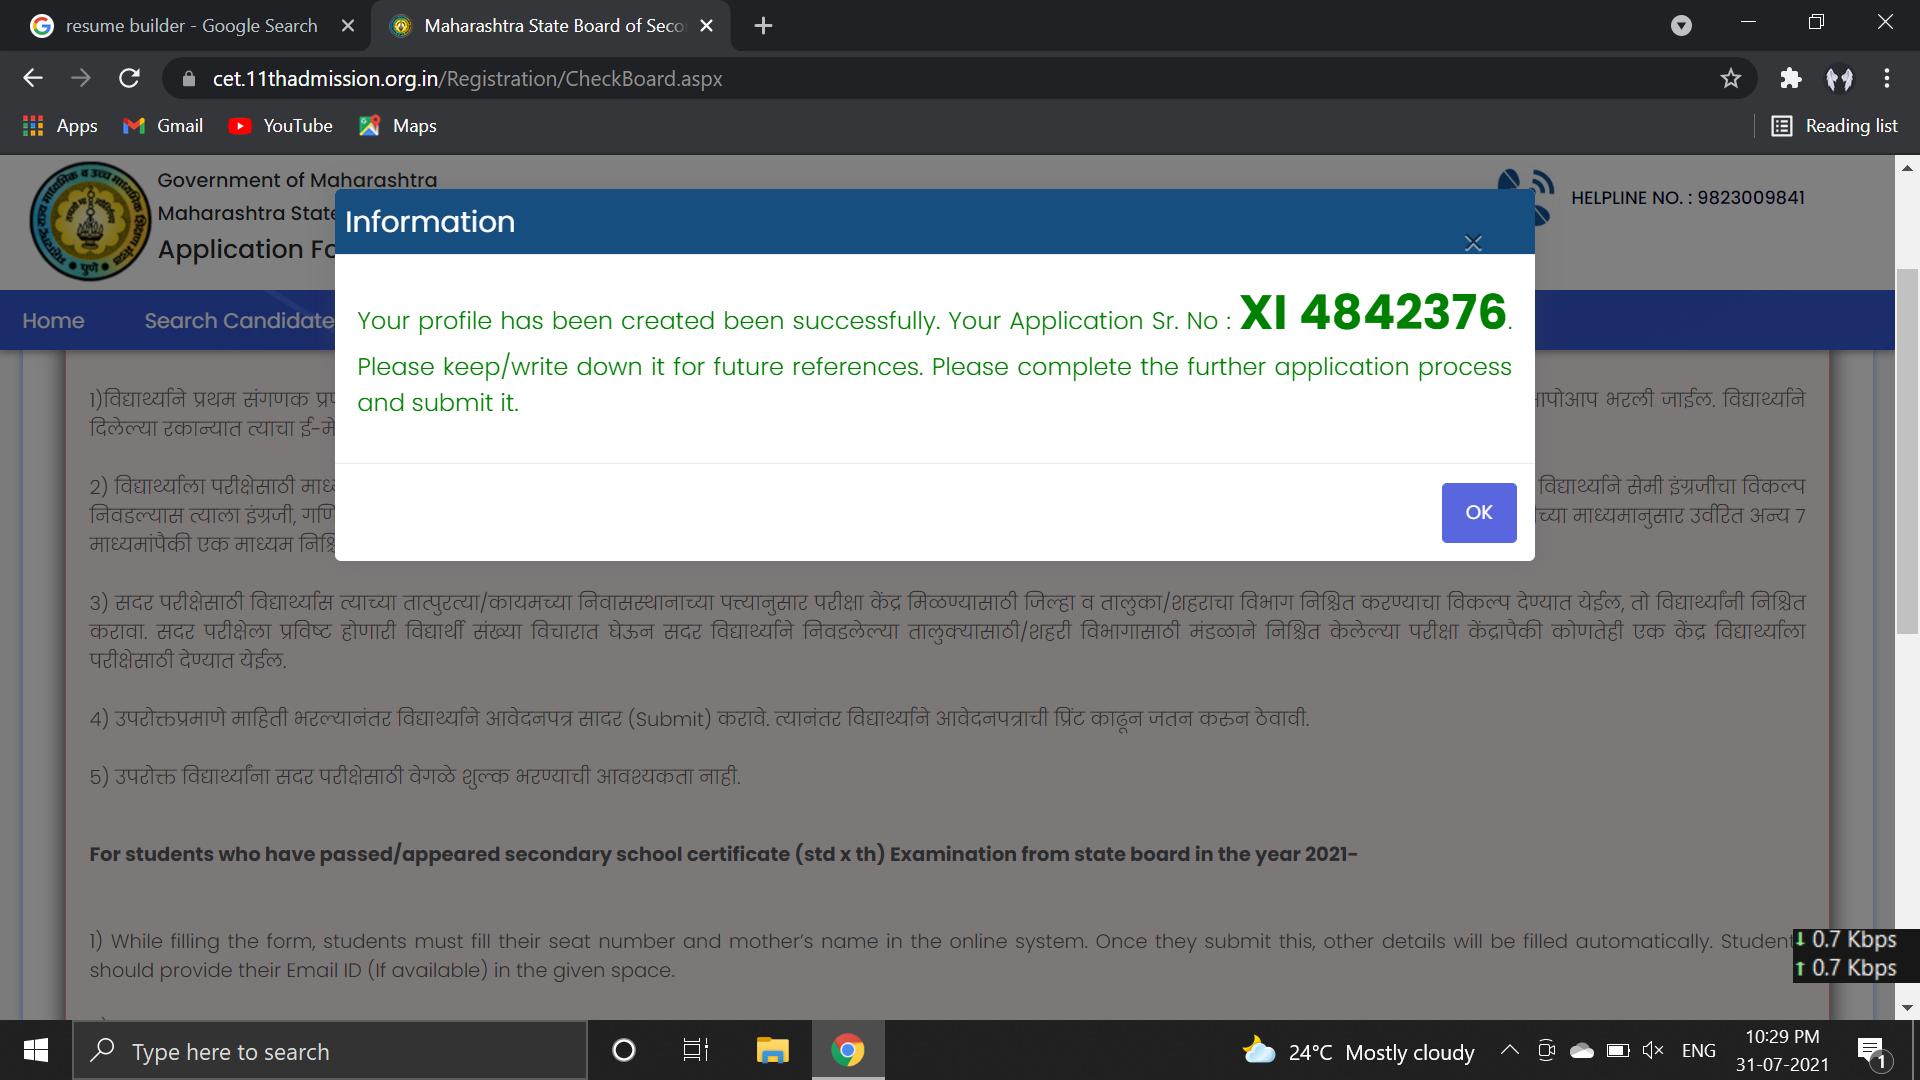 resume builder - Google Search
Maharashtra State Board of Seco
cet.11thadmission.org.in/Registration/CheckBoard.aspx
Apps Gmail YouTube Maps Reading list
Government of Maharashtra
Maharashtra State
Application Fo
HELPLINE NO. : 9823009841
Home Search Candidate
Information
Your profile has been created been successfully. Your Application Sr. No : XI 4842376.
Please keep/write down it for future references. Please complete the further application process
and submit it.
OK
1)विद्यार्थ्याने प्रथम संगणक आपोआप भरली जाईल. विद्यार्थ्याने
दिलेल्या रकान्यात त्याचा ई-मे
2) विद्यार्थ्याला परीक्षेसाठी विद्यार्थ्याने सेमी इंग्रजीचा विकल्प
निवडल्यास त्याला इंग्रजी, च्या माध्यमानुसार उर्वरित अन्य 7
माध्यमांपैकी एक माध्यम
3) सदर परीक्षेसाठी विद्यार्थ्यास त्याच्या तात्पुरत्या/कायमच्या निवासस्थानाच्या पत्त्यानुसार परीक्षा केंद्र मिळण्यासाठी जिल्हा व तालुका/शहराचा विभाग निश्चित करण्याचा विकल्प देण्यात येईल, तो विद्यार्थ्यांनी निश्चित
करावा. सदर परीक्षेला प्रविष्ट होणारी विद्यार्थी संख्या विचारात घेऊन सदर विद्यार्थ्याने निवडलेल्या तालुक्यासाठी/शहरी विभागासाठी मंडळाने निश्चित केलेल्या परीक्षा केंद्रापैकी कोणतेही एक केंद्र विद्यार्थ्याला
परीक्षेसाठी देण्यात येईल.
4) उपरोक्तप्रमाणे माहिती भरल्यानंतर विद्यार्थ्याने आवेदनपत्र सादर (Submit) करावे. त्यानंतर विद्यार्थ्याने आवेदनपत्राची प्रिंट काढून जतन करुन ठेवावी.
5) उपरोक्त विद्यार्थ्यांना सदर परीक्षेसाठी वेगळे शुल्क भरण्याची आवश्यकता नाही.
For students who have passed/appeared secondary school certificate (std x th) Examination from state board in the year 2021-
1) While filling the form, students must fill their seat number and mother's name in the online system. Once they submit this, other details will be filled automatically. Student
should provide their Email ID (If available) in the given space.
0.7 Kbps
0.7 Kbps
Type here to search
24°C Mostly cloudy
ENG
10:29 PM
31-07-2021
1